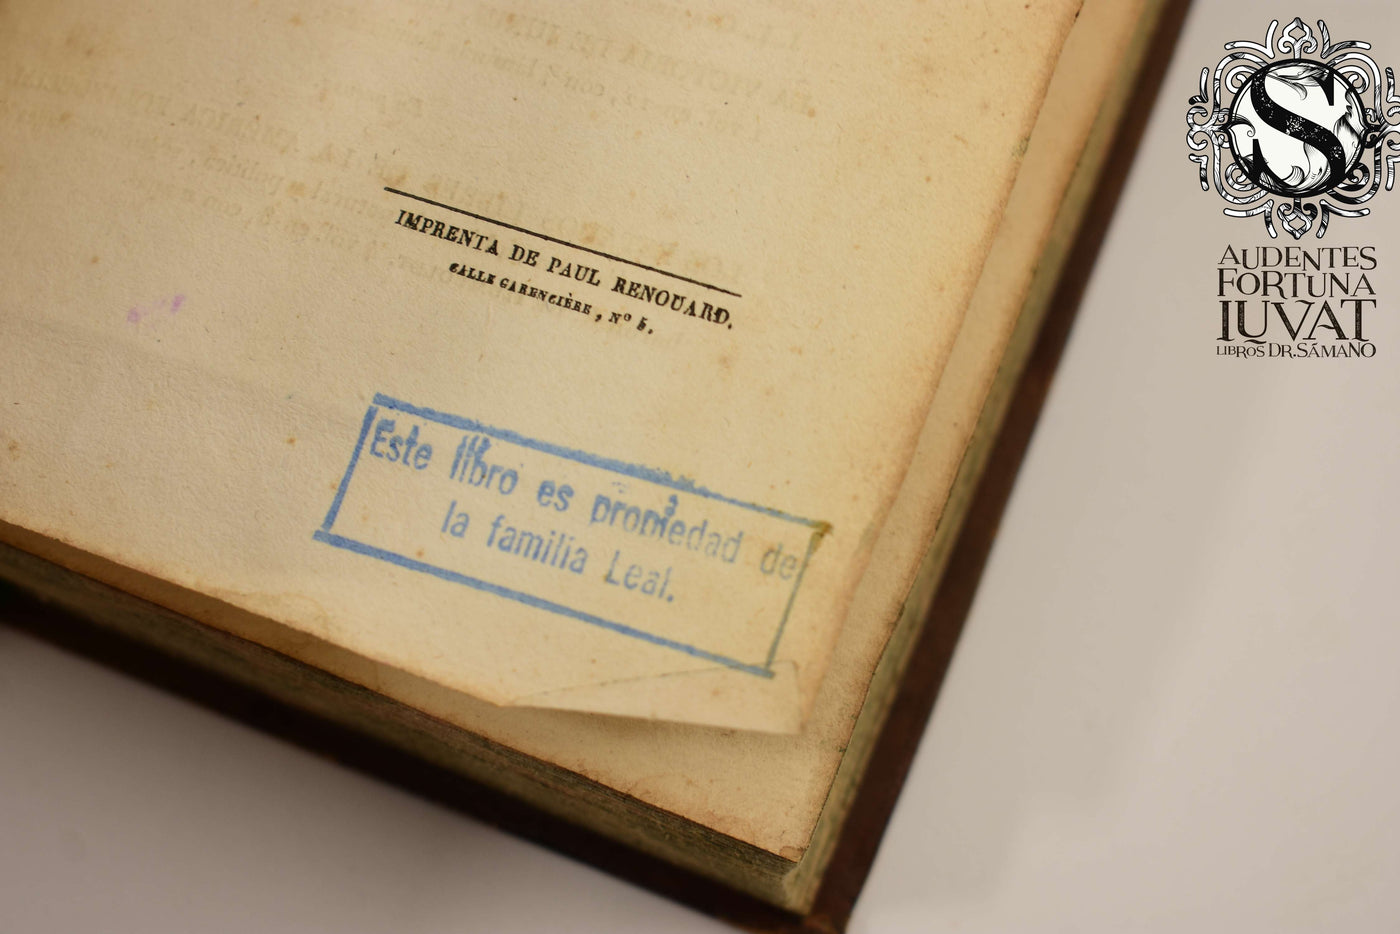 IMPRENTA DE PAUL RENOUARD.
CALLE GARENCIÈRE, Nº 5.
Este libro es propiedad de
la familia Leal.
S
AUDENTES
FORTUNA
IUVAT
LIBROS DR. SÁMANO